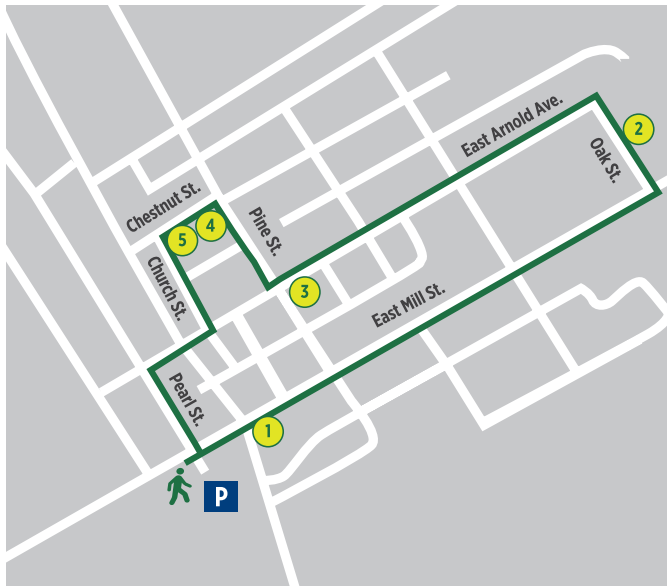 East Arnold Ave.
2
Oak St.
Chestnut St.
Pine St.
4
5
Church St.
3
East Mill St.
Pearl St.
1
P